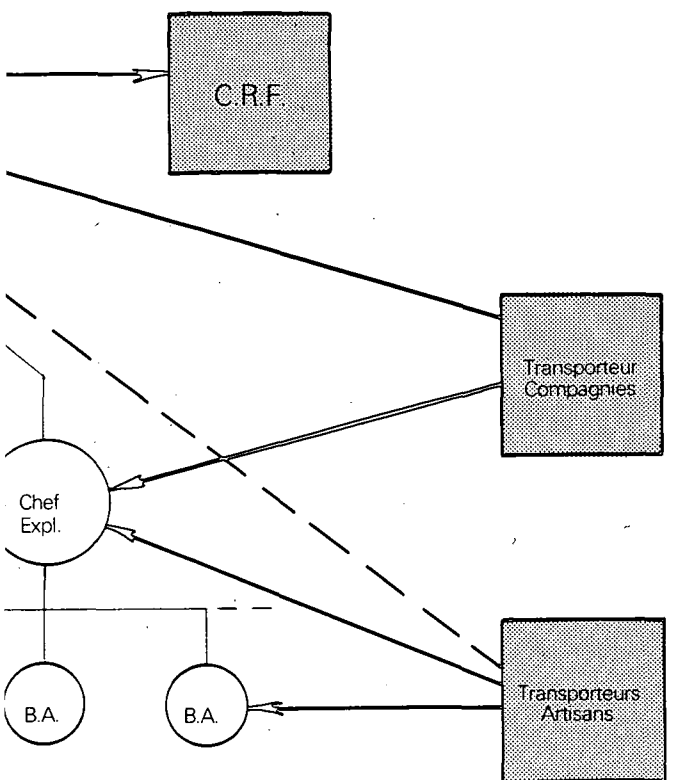 C.R.F.
Transporteur
Compagnies
Chef
Expl.
B.A.
B.A.
Transporteurs
Artisans